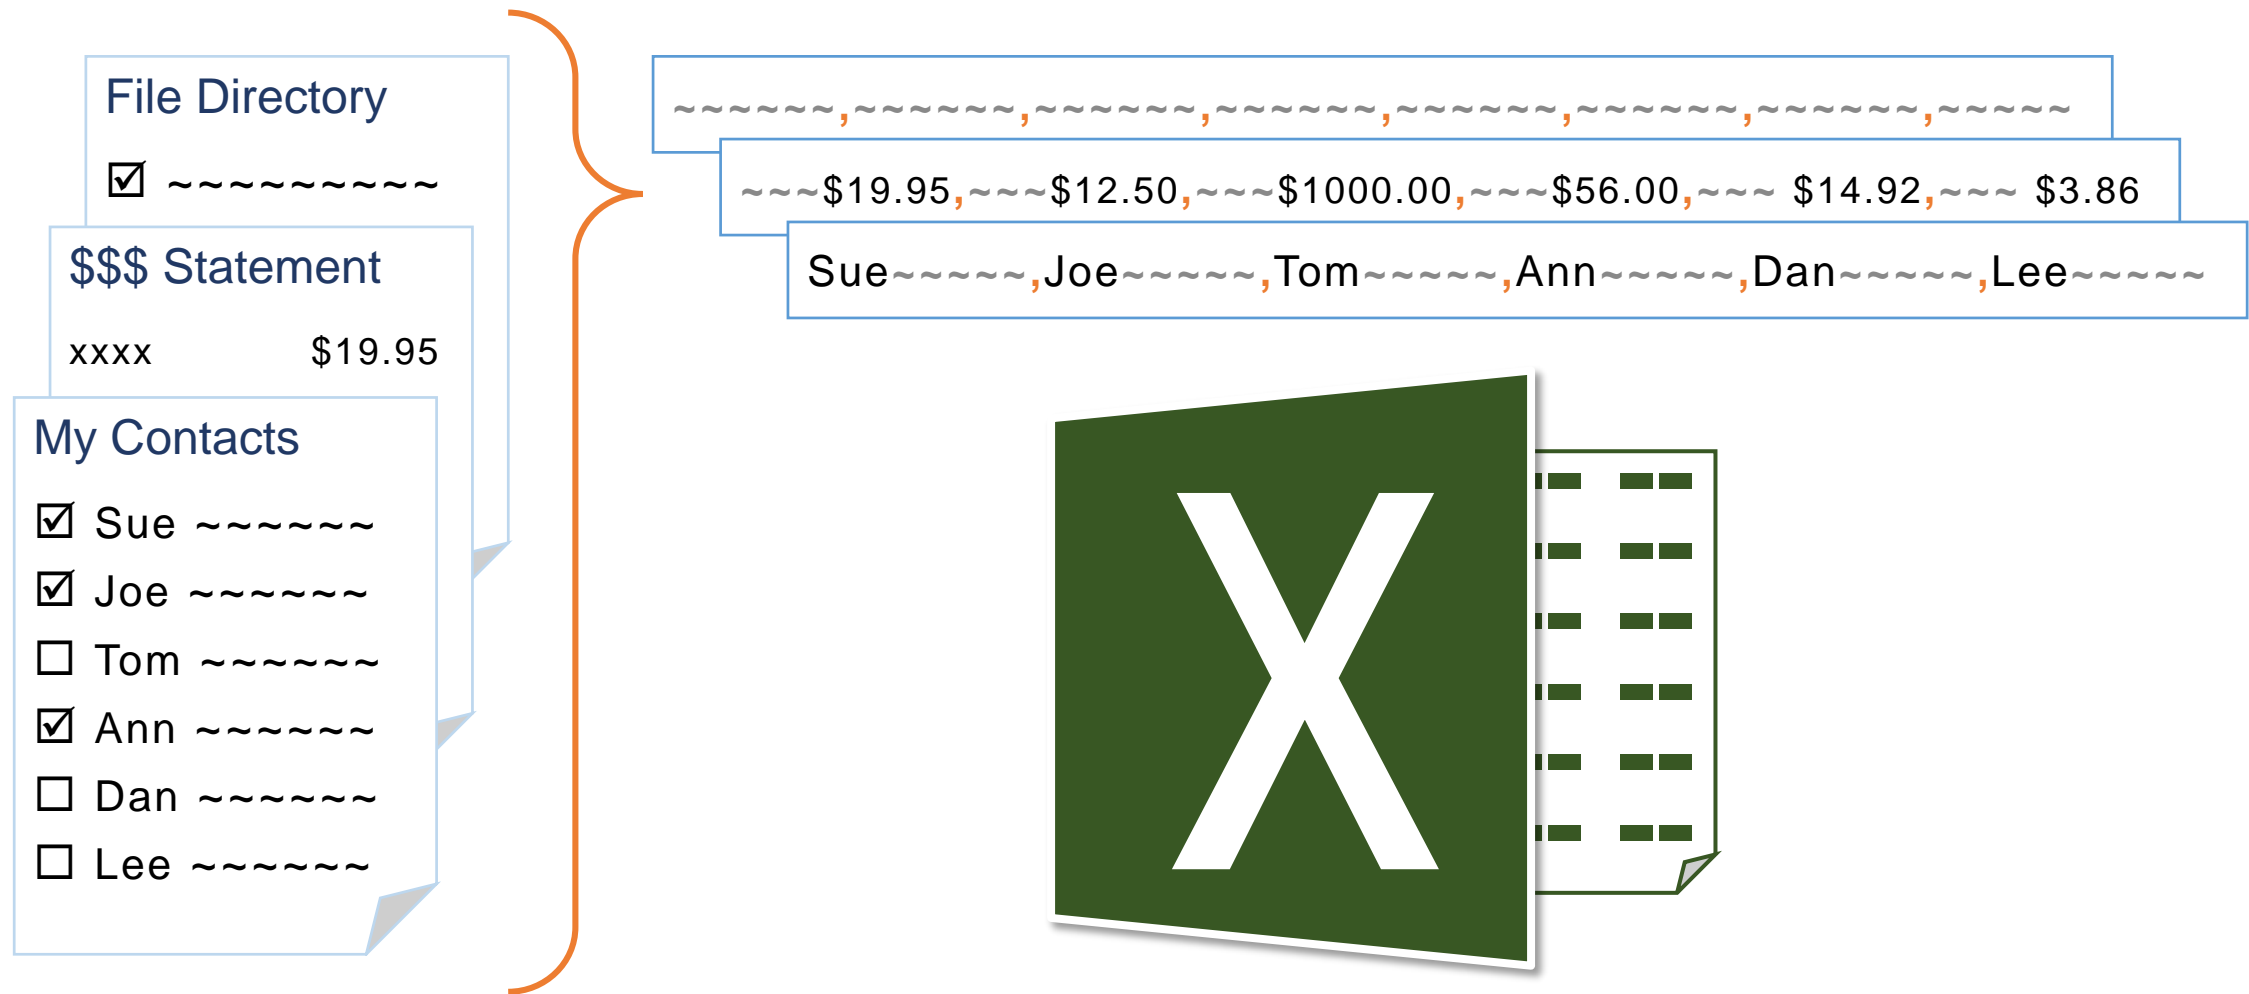 File Directory
☑ ~~~~~~~~~
$$$ Statement
xxxx $19.95
My Contacts
☑ Sue ~~~~~~
☑ Joe ~~~~~~
☐ Tom ~~~~~~
☑ Ann ~~~~~~
☐ Dan ~~~~~~
☐ Lee ~~~~~~
~~~~~~,~~~~~~,~~~~~~,~~~~~~,~~~~~~,~~~~~~,~~~~~~,~~~~~
~~~$19.95,~~~$12.50,~~~$1000.00,~~~$56.00,~~~ $14.92,~~~ $3.86
Sue~~~~~,Joe~~~~~,Tom~~~~~,Ann~~~~~,Dan~~~~~,Lee~~~~~
X